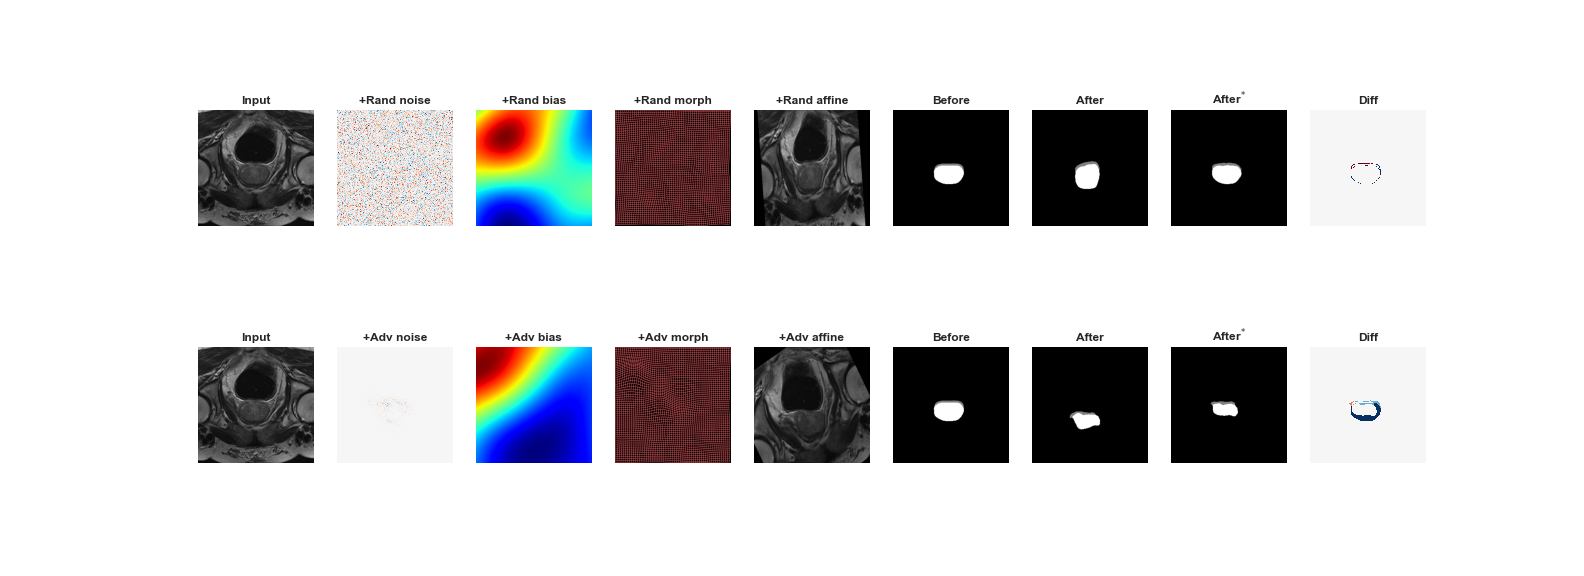 Input +Rand noise +Rand bias +Rand morph +Rand affine Before After After* Diff
Input +Adv noise +Adv bias +Adv morph +Adv affine Before After After* Diff